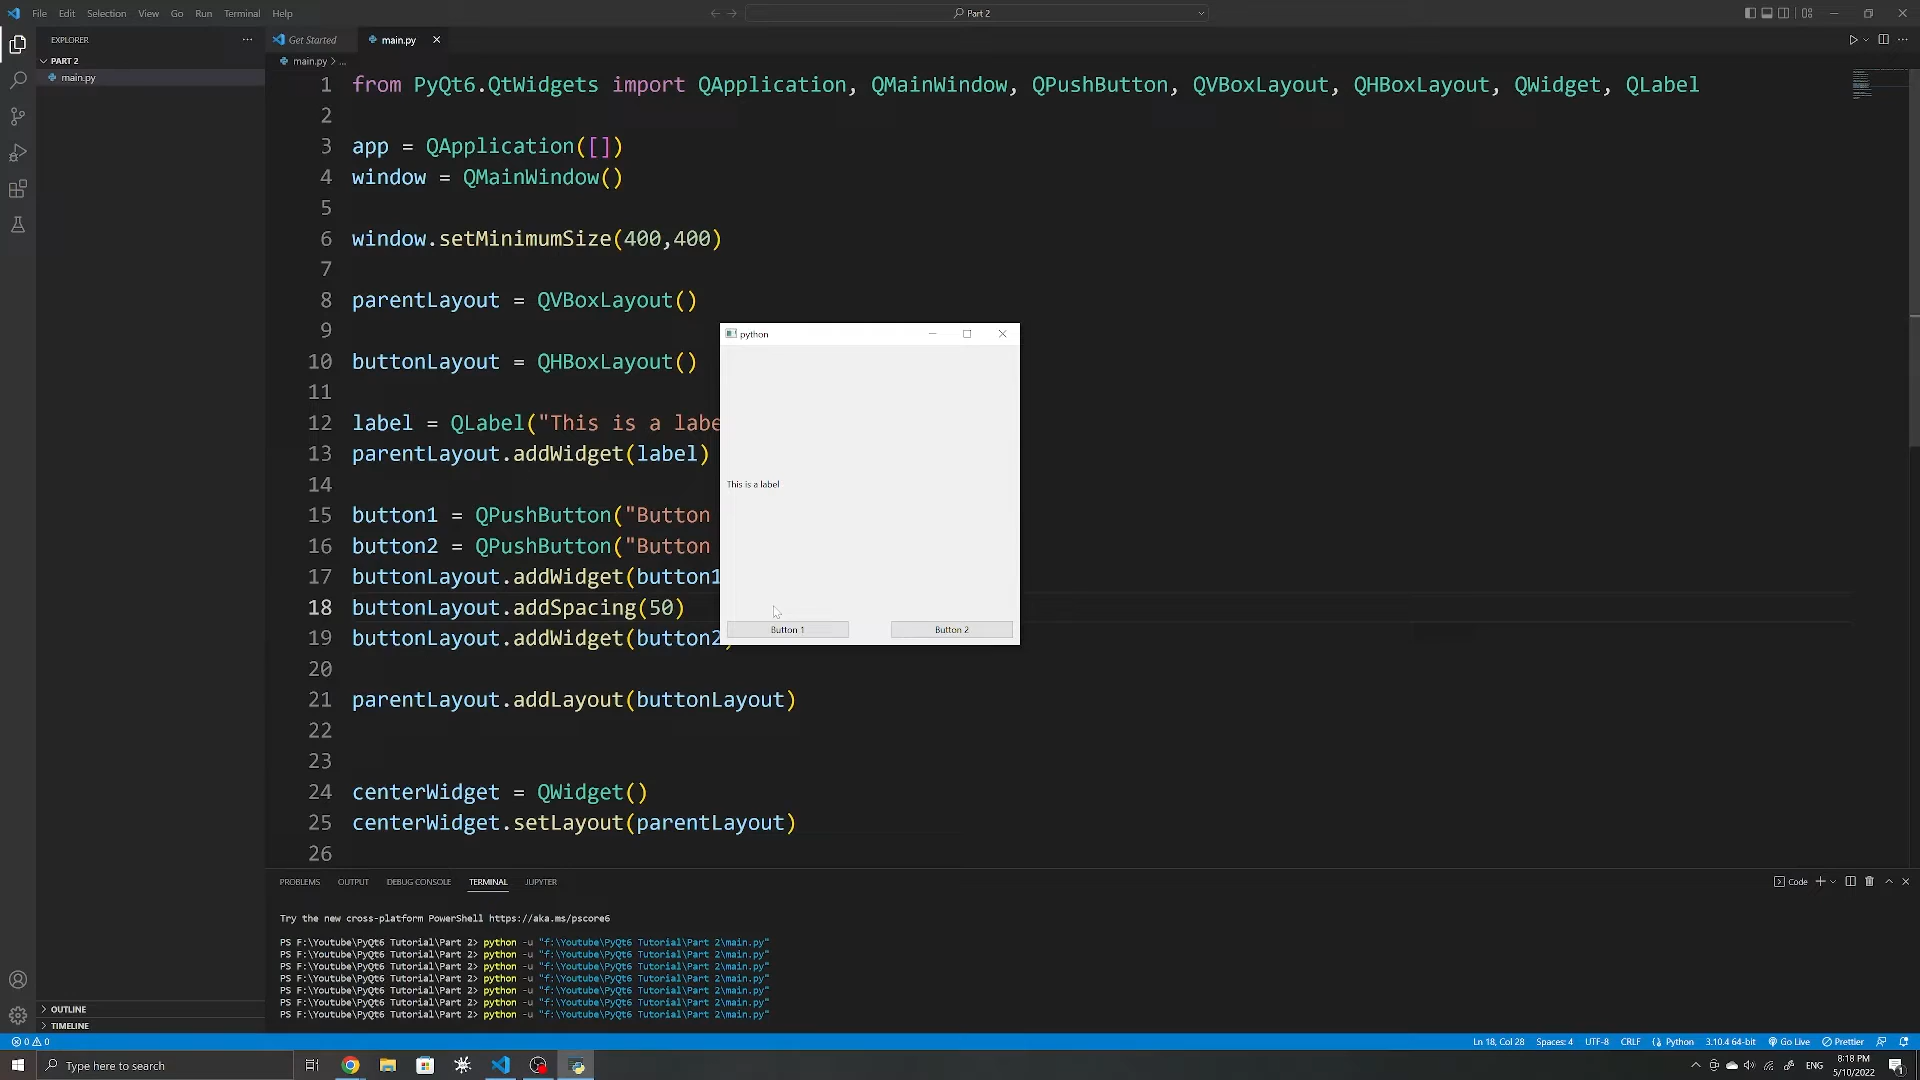 File Edit Selection View Go Run Terminal Help
Part 2
EXPLORER
PART 2
main.py
OUTLINE
TIMELINE
Get Started
main.py
main.py > ...
1 from PyQt6.QtWidgets import QApplication, QMainWindow, QPushButton, QVBoxLayout, QHBoxLayout, QWidget, QLabel
2
3 app = QApplication([])
4 window = QMainWindow()
5
6 window.setMinimumSize(400,400)
7
8 parentLayout = QVBoxLayout()
9
10 buttonLayout = QHBoxLayout()
11
12 label = QLabel("This is a labe
13 parentLayout.addWidget(label)
14
15 button1 = QPushButton("Button
16 button2 = QPushButton("Button
17 buttonLayout.addWidget(button1
18 buttonLayout.addSpacing(50)
19 buttonLayout.addWidget(button2)
20
21 parentLayout.addLayout(buttonLayout)
22
23
24 centerWidget = QWidget()
25 centerWidget.setLayout(parentLayout)
26
python
This is a label
Button 1 Button 2
PROBLEMS OUTPUT DEBUG CONSOLE TERMINAL JUPYTER
Code
Try the new cross-platform PowerShell https://aka.ms/pscore6
PS F:\Youtube\PyQt6 Tutorial\Part 2> python -u "f:\Youtube\PyQt6 Tutorial\Part 2\main.py"
PS F:\Youtube\PyQt6 Tutorial\Part 2> python -u "f:\Youtube\PyQt6 Tutorial\Part 2\main.py"
PS F:\Youtube\PyQt6 Tutorial\Part 2> python -u "f:\Youtube\PyQt6 Tutorial\Part 2\main.py"
PS F:\Youtube\PyQt6 Tutorial\Part 2> python -u "f:\Youtube\PyQt6 Tutorial\Part 2\main.py"
PS F:\Youtube\PyQt6 Tutorial\Part 2> python -u "f:\Youtube\PyQt6 Tutorial\Part 2\main.py"
PS F:\Youtube\PyQt6 Tutorial\Part 2> python -u "f:\Youtube\PyQt6 Tutorial\Part 2\main.py"
PS F:\Youtube\PyQt6 Tutorial\Part 2> python -u "f:\Youtube\PyQt6 Tutorial\Part 2\main.py"
0 0
Ln 18, Col 28 Spaces: 4 UTF-8 CRLF Python 3.10.4 64-bit Go Live Prettier
Type here to search
ENG
8:18 PM
5/10/2022
1